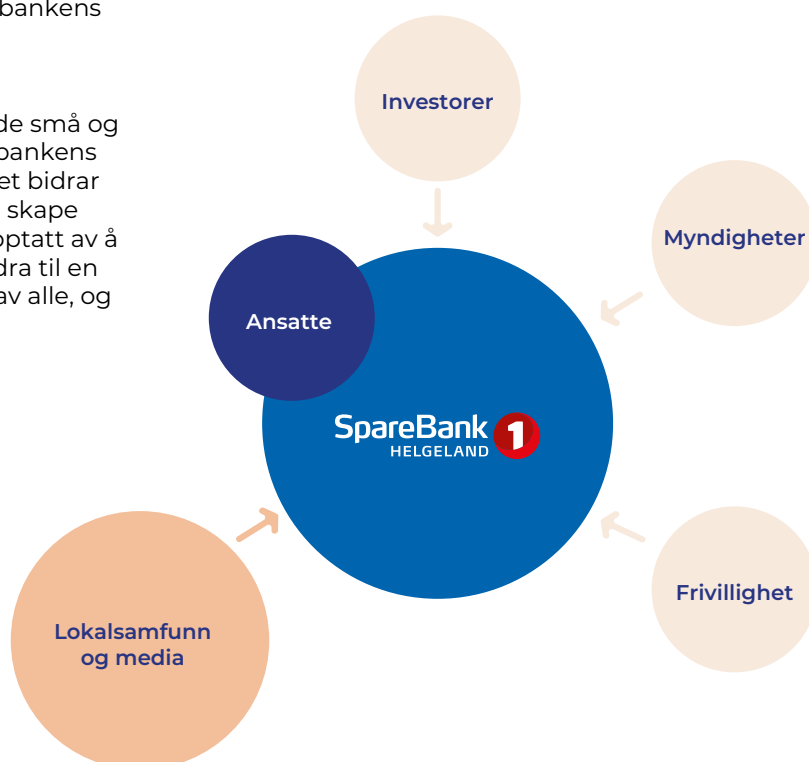 bankens
de små og
bankens
et bidrar
skape
optatt av å
dra til en
av alle, og
Investorer
Myndigheter
Ansatte
SpareBank 1
HELGELAND
Frivillighet
Lokalsamfunn
og media